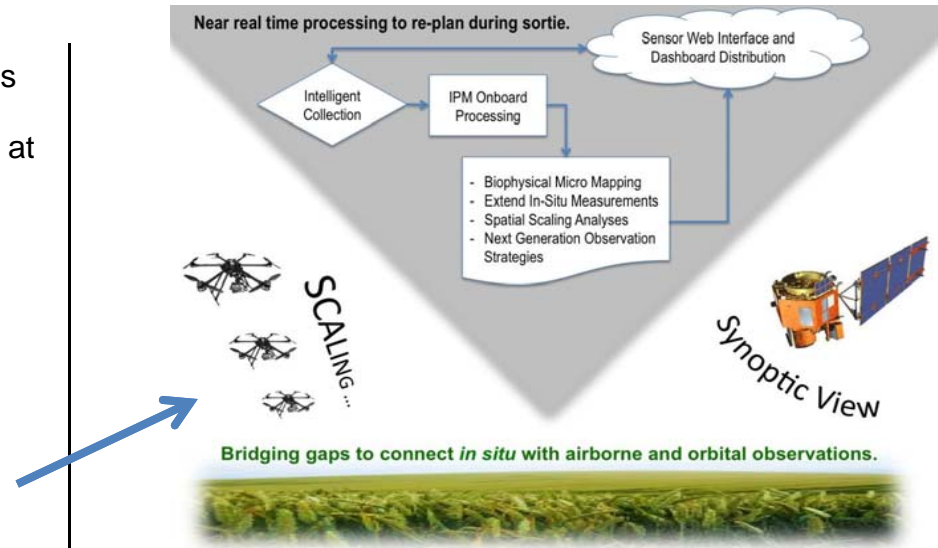 s
at
Near real time processing to re-plan during sortie.
Sensor Web Interface and
Dashboard Distribution
Intelligent
Collection
IPM Onboard
Processing
- Biophysical Micro Mapping
- Extend In-Situ Measurements
- Spatial Scaling Analyses
- Next Generation Observation
Strategies
SCALING...
Synoptic View
Bridging gaps to connect in situ with airborne and orbital observations.